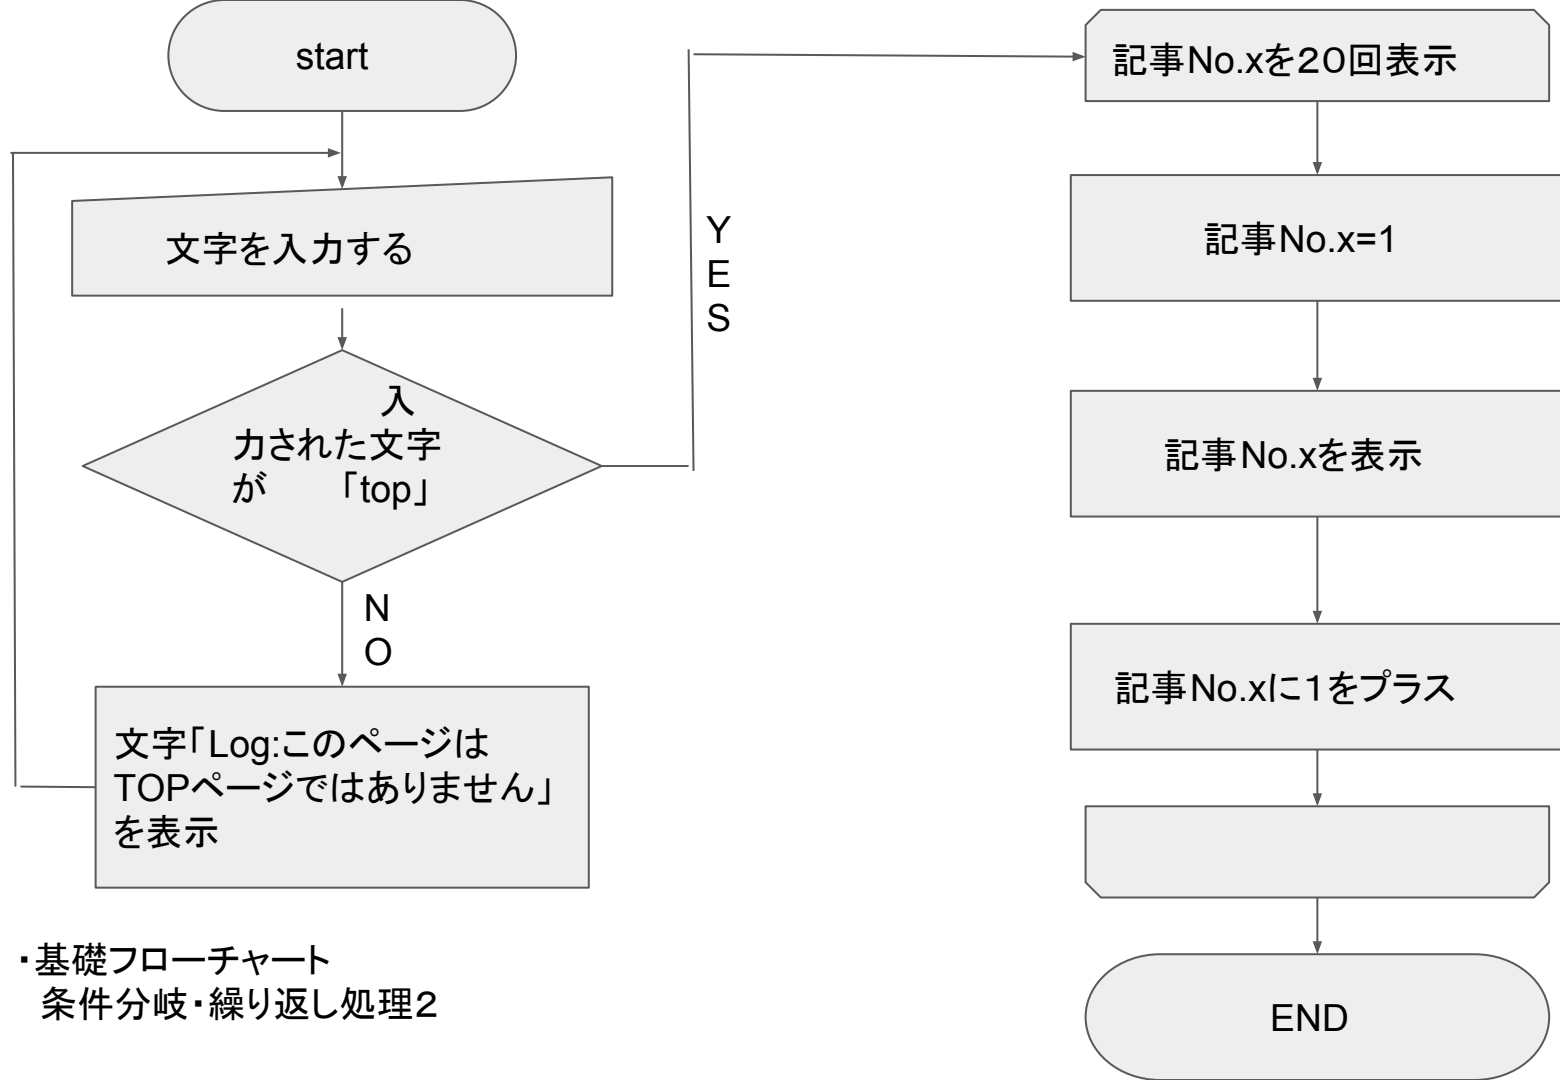 start
文字を入力する
入
力された文字
が　　「top」
Y
E
S
N
O
文字「Log:このページは
TOPページではありません」
を表示
・基礎フローチャート
条件分岐・繰り返し処理２
記事No.xを２０回表示
記事No.x=1
記事No.xを表示
記事No.xに１をプラス
END